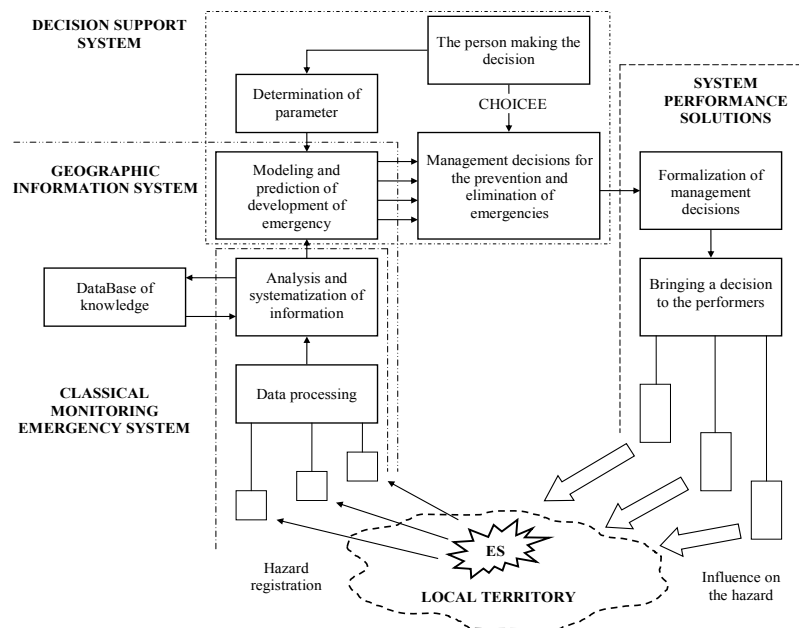 DECISION SUPPORT
SYSTEM
The person making the
decision
SYSTEM
PERFORMANCE
SOLUTIONS
Determination of
parameter
CHOICEE
GEOGRAPHIC
INFORMATION SYSTEM
Modeling and
prediction of
development of
emergency
Management decisions for
the prevention and
elimination of
emergencies
Formalization of
management
decisions
DataBase of
knowledge
Analysis and
systematization of
information
Bringing a decision
to the performers
CLASSICAL
MONITORING
EMERGENCY SYSTEM
Data processing
ES
Hazard
registration
LOCAL TERRITORY
Influence on
the hazard